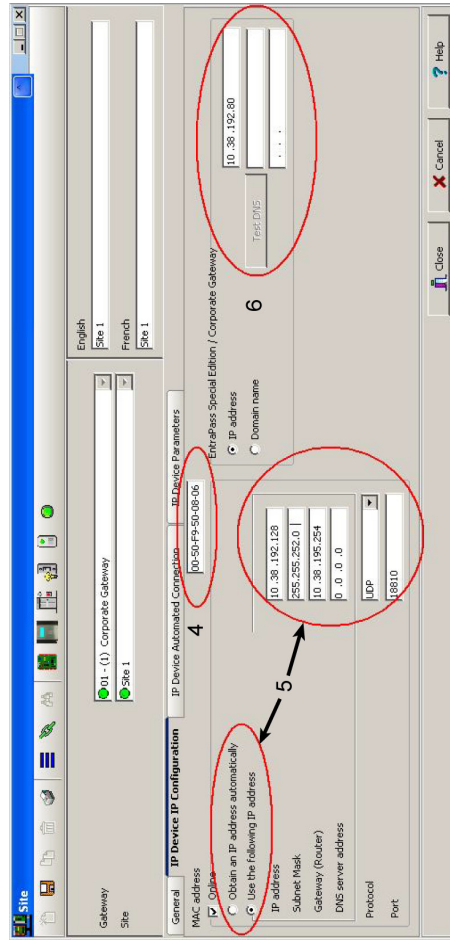 Site
Gateway
01 - (1) Corporate Gateway
Site
Site 1
English
Site 1
French
Site 1
General
IP Device IP Configuration
IP Device Automated Connection
IP Device Parameters
MAC address
00-50-F9-50-08-06
4
Online
Obtain an IP address automatically
Use the following IP address
5
IP address
10 .38 .192.128
Subnet Mask
255.255.252.0
Gateway (Router)
10 .38 .195.254
DNS server address
0 .0 .0 .0
Protocol
UDP
Port
18810
EntraPass Special Edition / Corporate Gateway
IP address
Domain name
6
10 .38 .192.80
Test DNS
. . .
Close
Cancel
? Help